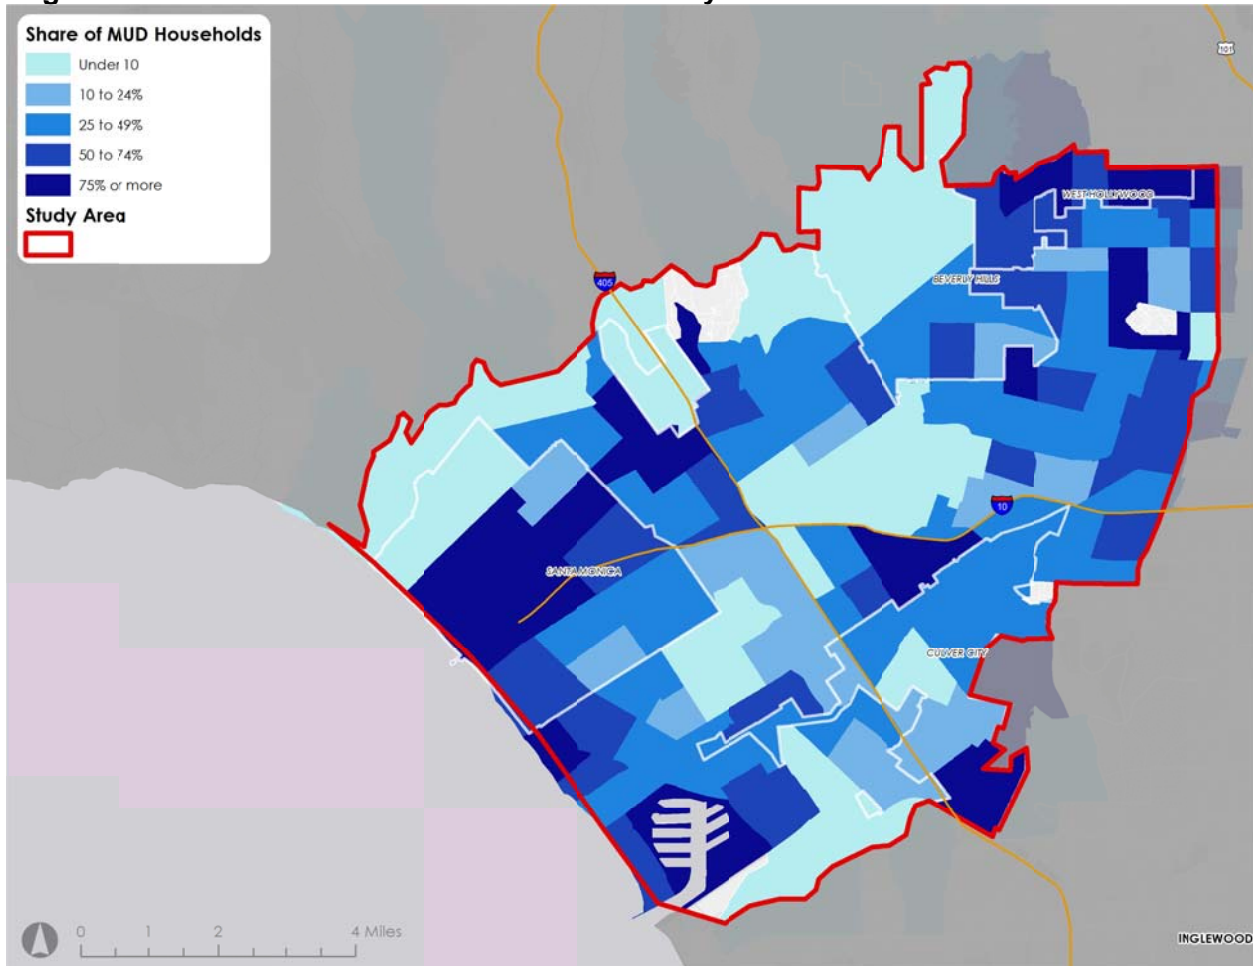 Share of MUD Households
Under 10
10 to 24%
25 to 49%
50 to 74%
75% or more
Study Area
101
WEST HOLLYWOOD
BEVERLY HILLS
405
10
SANTA MONICA
CULVER CITY
0 1 2 4 Miles
INGLEWOOD